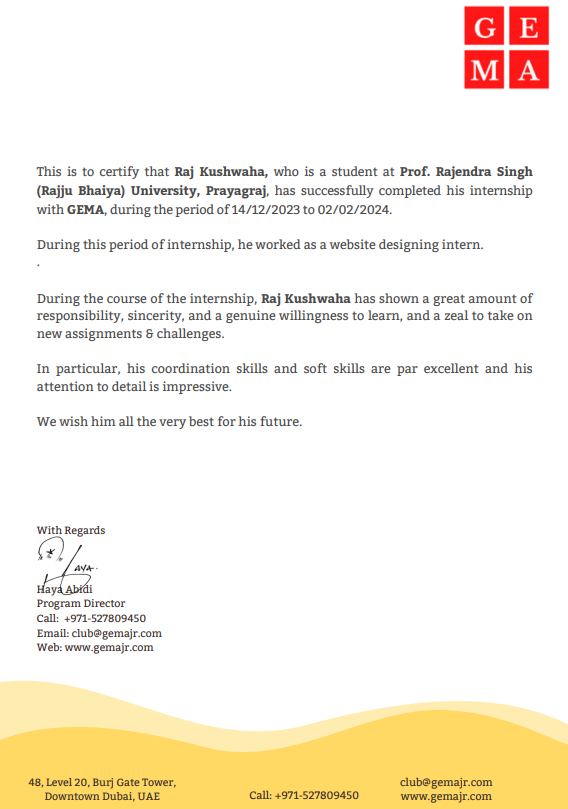 G E
M A
This is to certify that Raj Kushwaha, who is a student at Prof. Rajendra Singh
(Rajju Bhaiya) University, Prayagraj, has successfully completed his internship
with GEMA, during the period of 14/12/2023 to 02/02/2024.
During this period of internship, he worked as a website designing intern.
.
During the course of the internship, Raj Kushwaha has shown a great amount of
responsibility, sincerity, and a genuine willingness to learn, and a zeal to take on
new assignments & challenges.
In particular, his coordination skills and soft skills are par excellent and his
attention to detail is impressive.
We wish him all the very best for his future.
With Regards
HAYA.
Haya Abidi
Program Director
Call: +971-527809450
Email: club@gemajr.com
Web: www.gemajr.com
48, Level 20, Burj Gate Tower,
Downtown Dubai, UAE
Call: +971-527809450
club@gemajr.com
www.gemajr.com